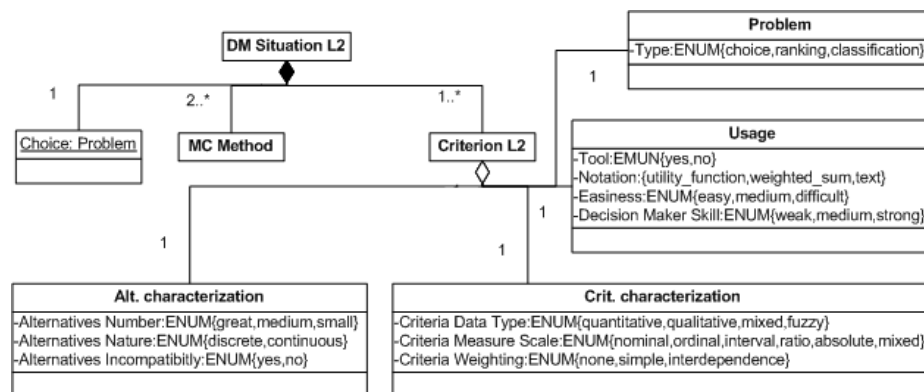 DM Situation L2
Problem
-Type:ENUM{choice,ranking,classification}
1
2..*
1..*
1
Choice: Problem
MC Method
Criterion L2
Usage
-Tool:EMUN{yes,no}
-Notation:{utility_function,weighted_sum,text}
-Easiness:ENUM{easy,medium,difficult}
-Decision Maker Skill:ENUM{weak,medium,strong}
1
1
1
Alt. characterization
-Alternatives Number:ENUM{great,medium,small}
-Alternatives Nature:ENUM{discrete,continuous}
-Alternatives Incompatibitly:ENUM{yes,no}
Crit. characterization
-Criteria Data Type:ENUM{quantitative,qualitative,mixed,fuzzy}
-Criteria Measure Scale:ENUM{nominal,ordinal,interval,ratio,absolute,mixed}
-Criteria Weighting:ENUM{none,simple,interdependence}